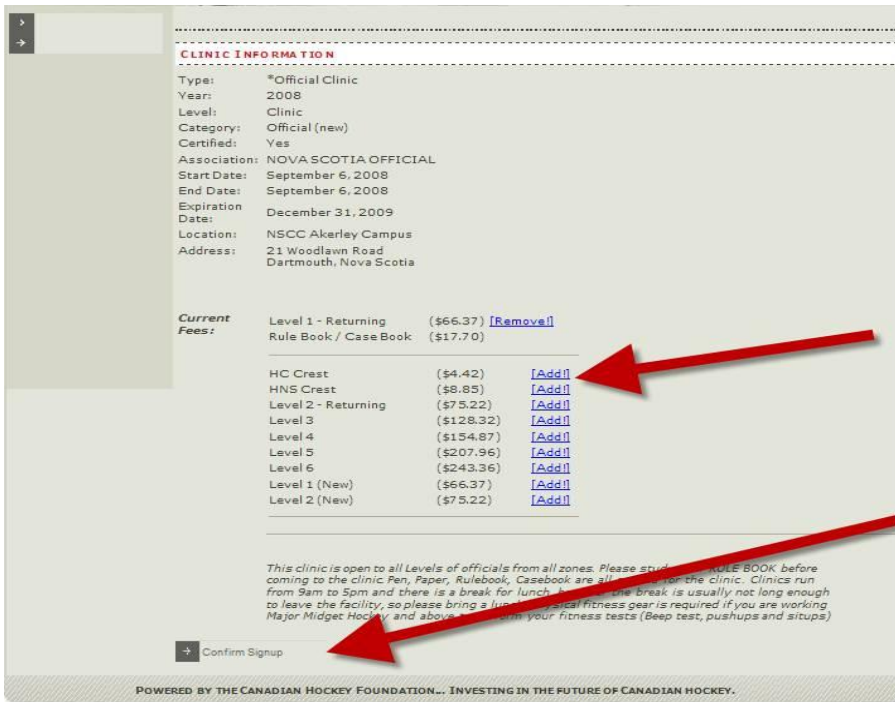 CLINIC INFORMATION
Type: *Official Clinic
Year: 2008
Level: Clinic
Category: Official (new)
Certified: Yes
Association: NOVA SCOTIA OFFICIAL
Start Date: September 6, 2008
End Date: September 6, 2008
Expiration Date: December 31, 2009
Location: NSCC Akerley Campus
Address: 21 Woodlawn Road
Dartmouth, Nova Scotia
Current Fees:
Level 1 - Returning ($66.37) [Remove!]
Rule Book / Case Book ($17.70)
HC Crest ($4.42) [Add!]
HNS Crest ($8.85) [Add!]
Level 2 - Returning ($75.22) [Add!]
Level 3 ($128.32) [Add!]
Level 4 ($154.87) [Add!]
Level 5 ($207.96) [Add!]
Level 6 ($243.36) [Add!]
Level 1 (New) ($66.37) [Add!]
Level 2 (New) ($75.22) [Add!]
This clinic is open to all Levels of officials from all zones. Please RULE BOOK before
coming to the clinic. Pen, Paper, Rulebook, Casebook are all for the clinic. Clinics run
from 9am to 5pm and there is a break for lunch, the break is usually not long enough
to leave the facility, so please bring a fitness gear is required if you are working
Major Midget Hockey and above your fitness tests (Beep test, pushups and situps)
Confirm Signup
POWERED BY THE CANADIAN HOCKEY FOUNDATION... INVESTING IN THE FUTURE OF CANADIAN HOCKEY.